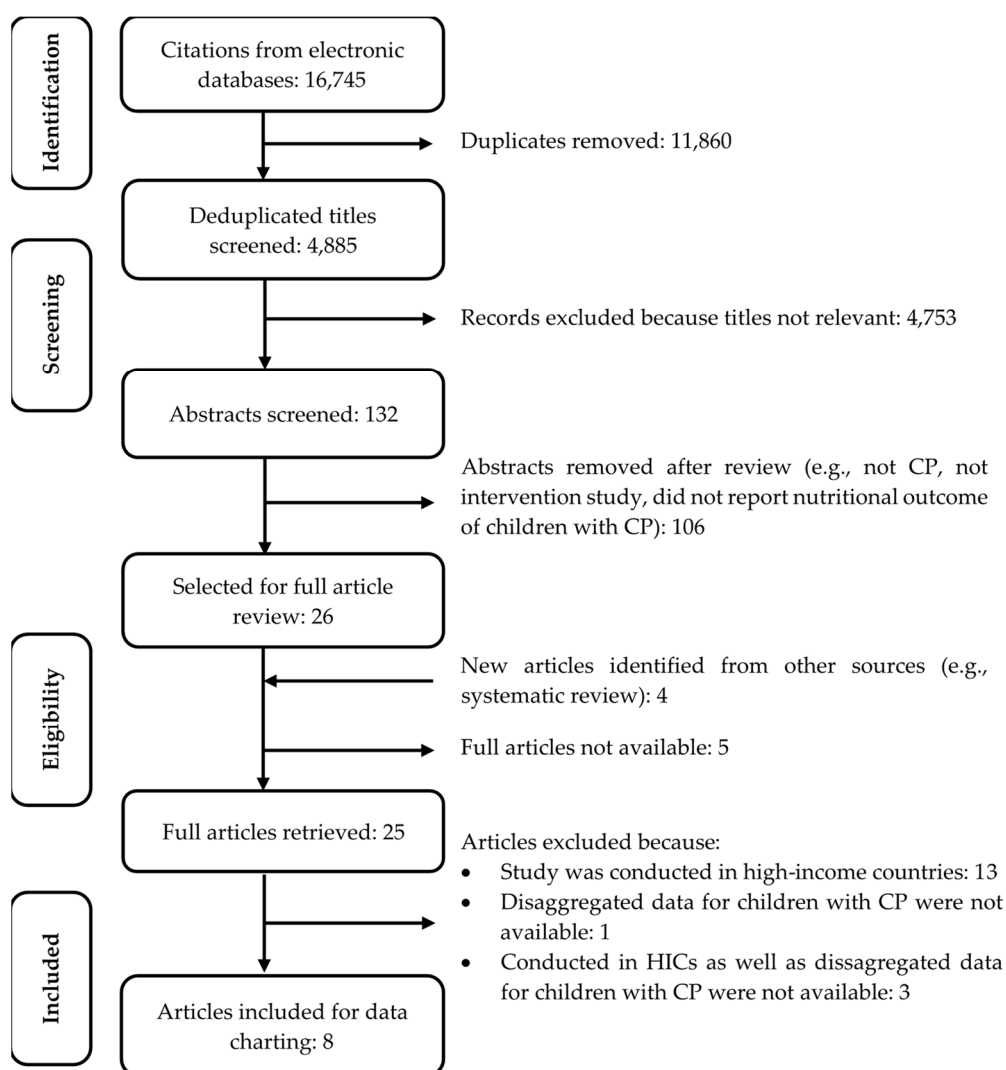 Identification
Citations from electronic
databases: 16,745
Duplicates removed: 11,860
Deduplicated titles
screened: 4,885
Screening
Records excluded because titles not relevant: 4,753
Abstracts screened: 132
Abstracts removed after review (e.g., not CP, not
intervention study, did not report nutritional outcome
of children with CP): 106
Selected for full article
review: 26
Eligibility
New articles identified from other sources (e.g.,
systematic review): 4
Full articles not available: 5
Full articles retrieved: 25
Articles excluded because:
• Study was conducted in high-income countries: 13
• Disaggregated data for children with CP were not
available: 1
• Conducted in HICs as well as dissagregated data
for children with CP were not available: 3
Included
Articles included for data
charting: 8